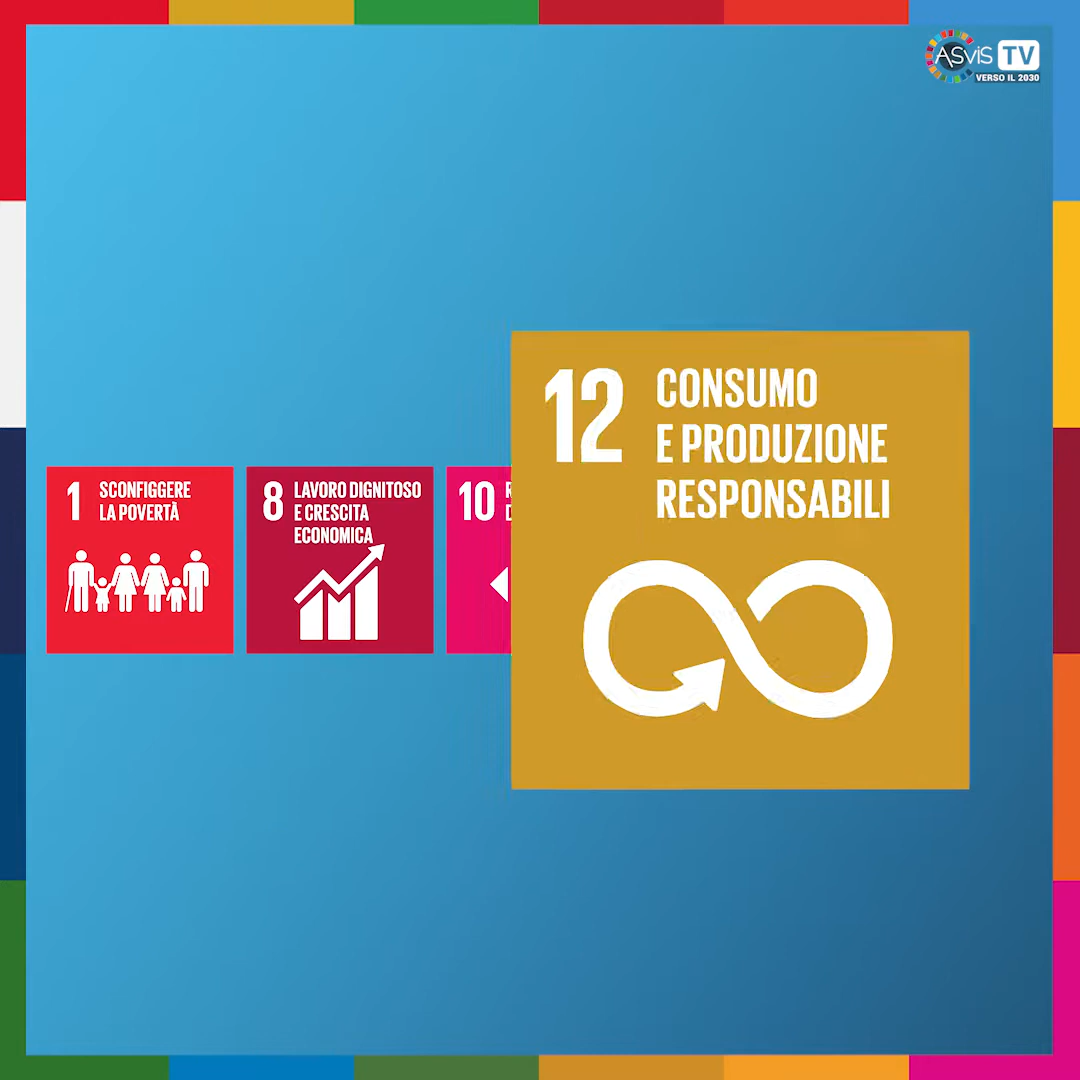 ASviS TV
VERSO IL 2030
12 CONSUMO
E PRODUZIONE
RESPONSABILI
1 SCONFIGGERE
LA POVERTÀ
8 LAVORO DIGNITOSO
E CRESCITA
ECONOMICA
10